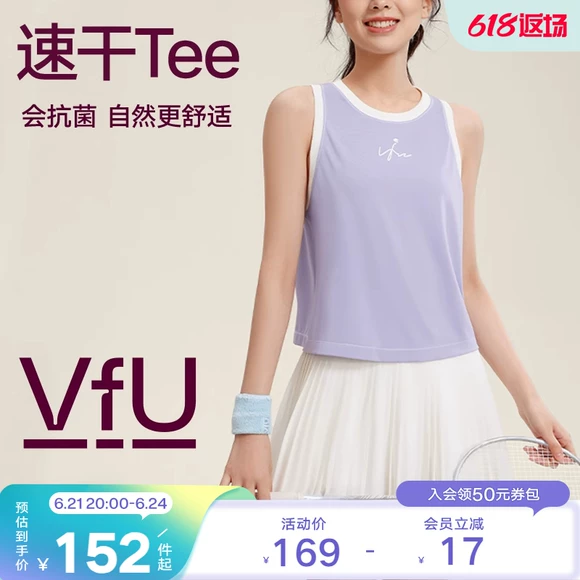 速干Tee
618返场
会抗菌 自然更舒适
vfu
VfU
入会领50元券包
6.21 20:00-6.24
预估到手价
¥152/件起
活动价
¥169
-
会员立减
¥17